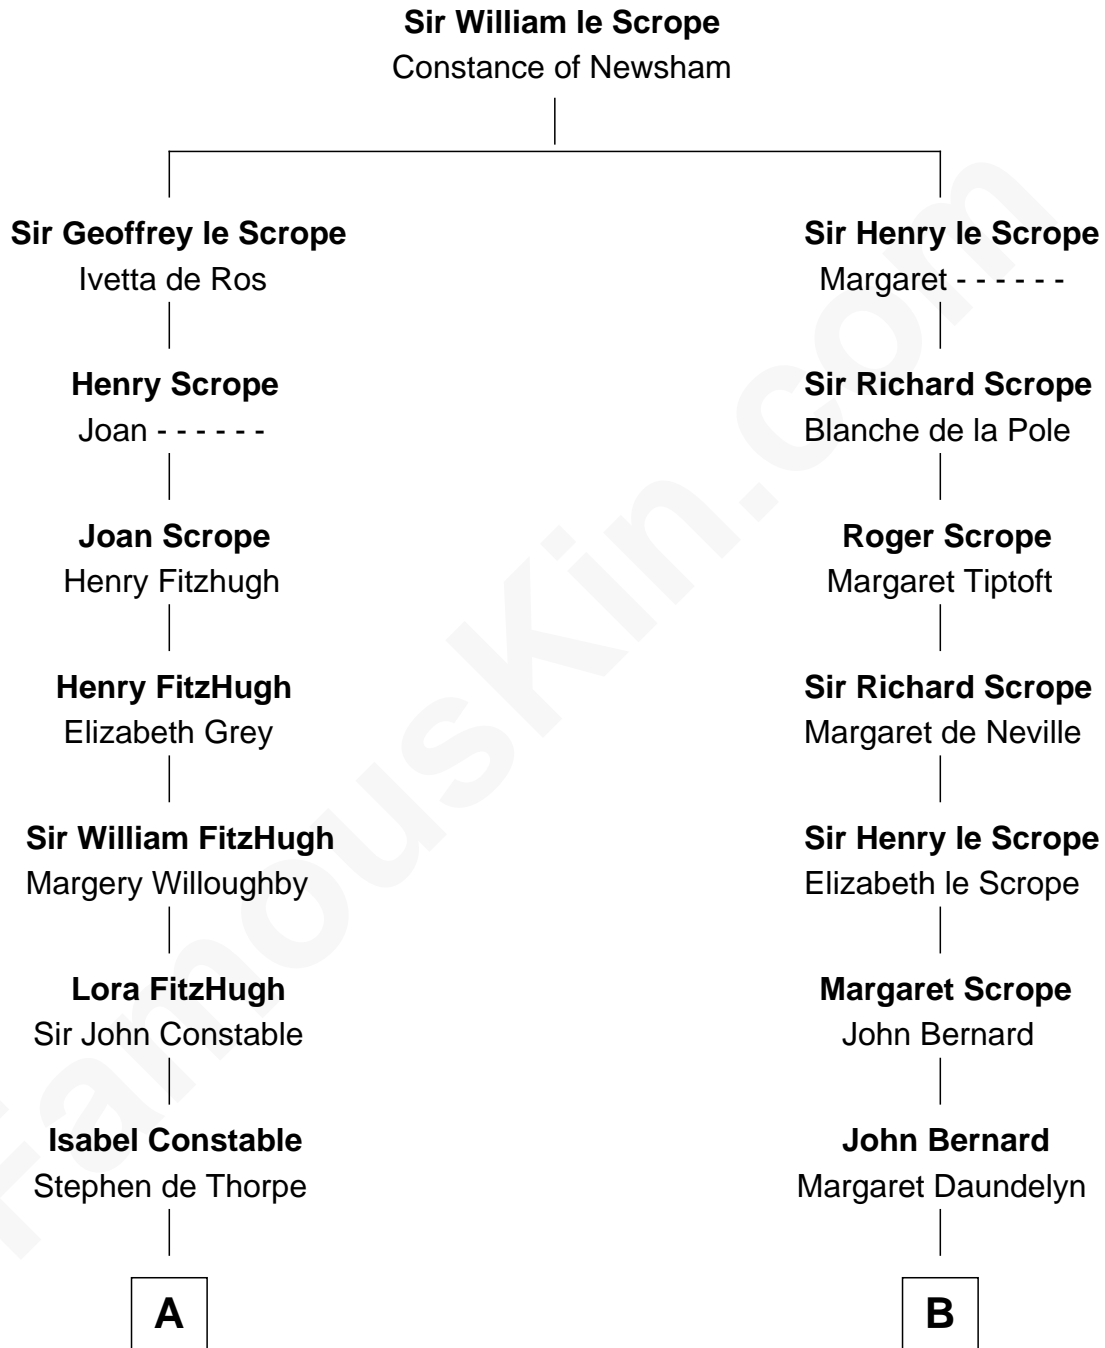 Sir William le Scrope
Constance of Newsham
Sir Geoffrey le Scrope
Ivetta de Ros
Henry Scrope
Joan - - - - - -
Joan Scrope
Henry Fitzhugh
Henry FitzHugh
Elizabeth Grey
Sir William FitzHugh
Margery Willoughby
Lora FitzHugh
Sir John Constable
Isabel Constable
Stephen de Thorpe
A
Sir Henry le Scrope
Margaret - - - - - -
Sir Richard Scrope
Blanche de la Pole
Roger Scrope
Margaret Tiptoft
Sir Richard Scrope
Margaret de Neville
Sir Henry le Scrope
Elizabeth le Scrope
Margaret Scrope
John Bernard
John Bernard
Margaret Daundelyn
B
FamousKin.com